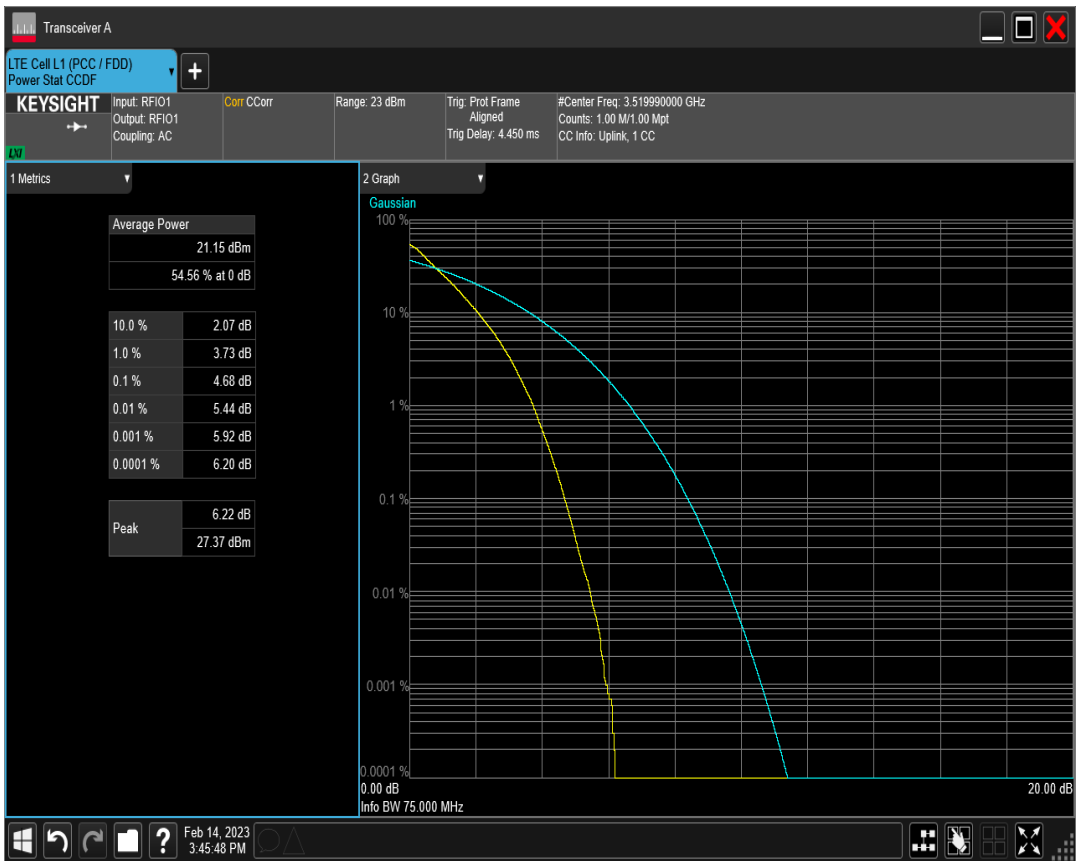 Transceiver A
LTE Cell L1 (PCC / FDD)
Power Stat CCDF
+
KEYSIGHT
LXI
Input: RFIO1
Output: RFIO1
Coupling: AC
Corr CCorr
Range: 23 dBm
Trig: Prot Frame
Aligned
Trig Delay: 4.450 ms
#Center Freq: 3.519990000 GHz
Counts: 1.00 M/1.00 Mpt
CC Info: Uplink, 1 CC
1 Metrics
Average Power
21.15 dBm
54.56 % at 0 dB
10.0 % 2.07 dB
1.0 % 3.73 dB
0.1 % 4.68 dB
0.01 % 5.44 dB
0.001 % 5.92 dB
0.0001 % 6.20 dB
Peak
6.22 dB
27.37 dBm
2 Graph
Gaussian
100 %
10 %
1 %
0.1 %
0.01 %
0.001 %
0.0001 %
0.00 dB 20.00 dB
Info BW 75.000 MHz
?
Feb 14, 2023
3:45:48 PM